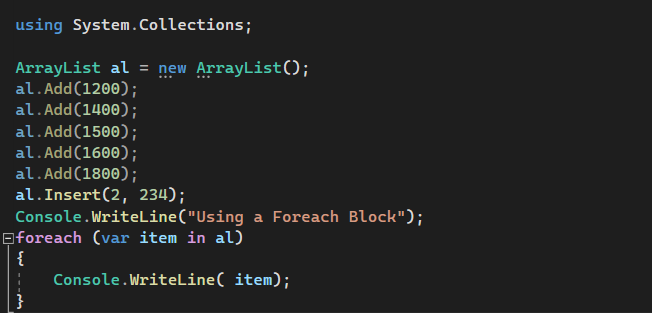 using System.Collections;
ArrayList al = new ArrayList();
al.Add(1200);
al.Add(1400);
al.Add(1500);
al.Add(1600);
al.Add(1800);
al.Insert(2, 234);
Console.WriteLine("Using a Foreach Block");
foreach (var item in al)
{
    Console.WriteLine( item);
}